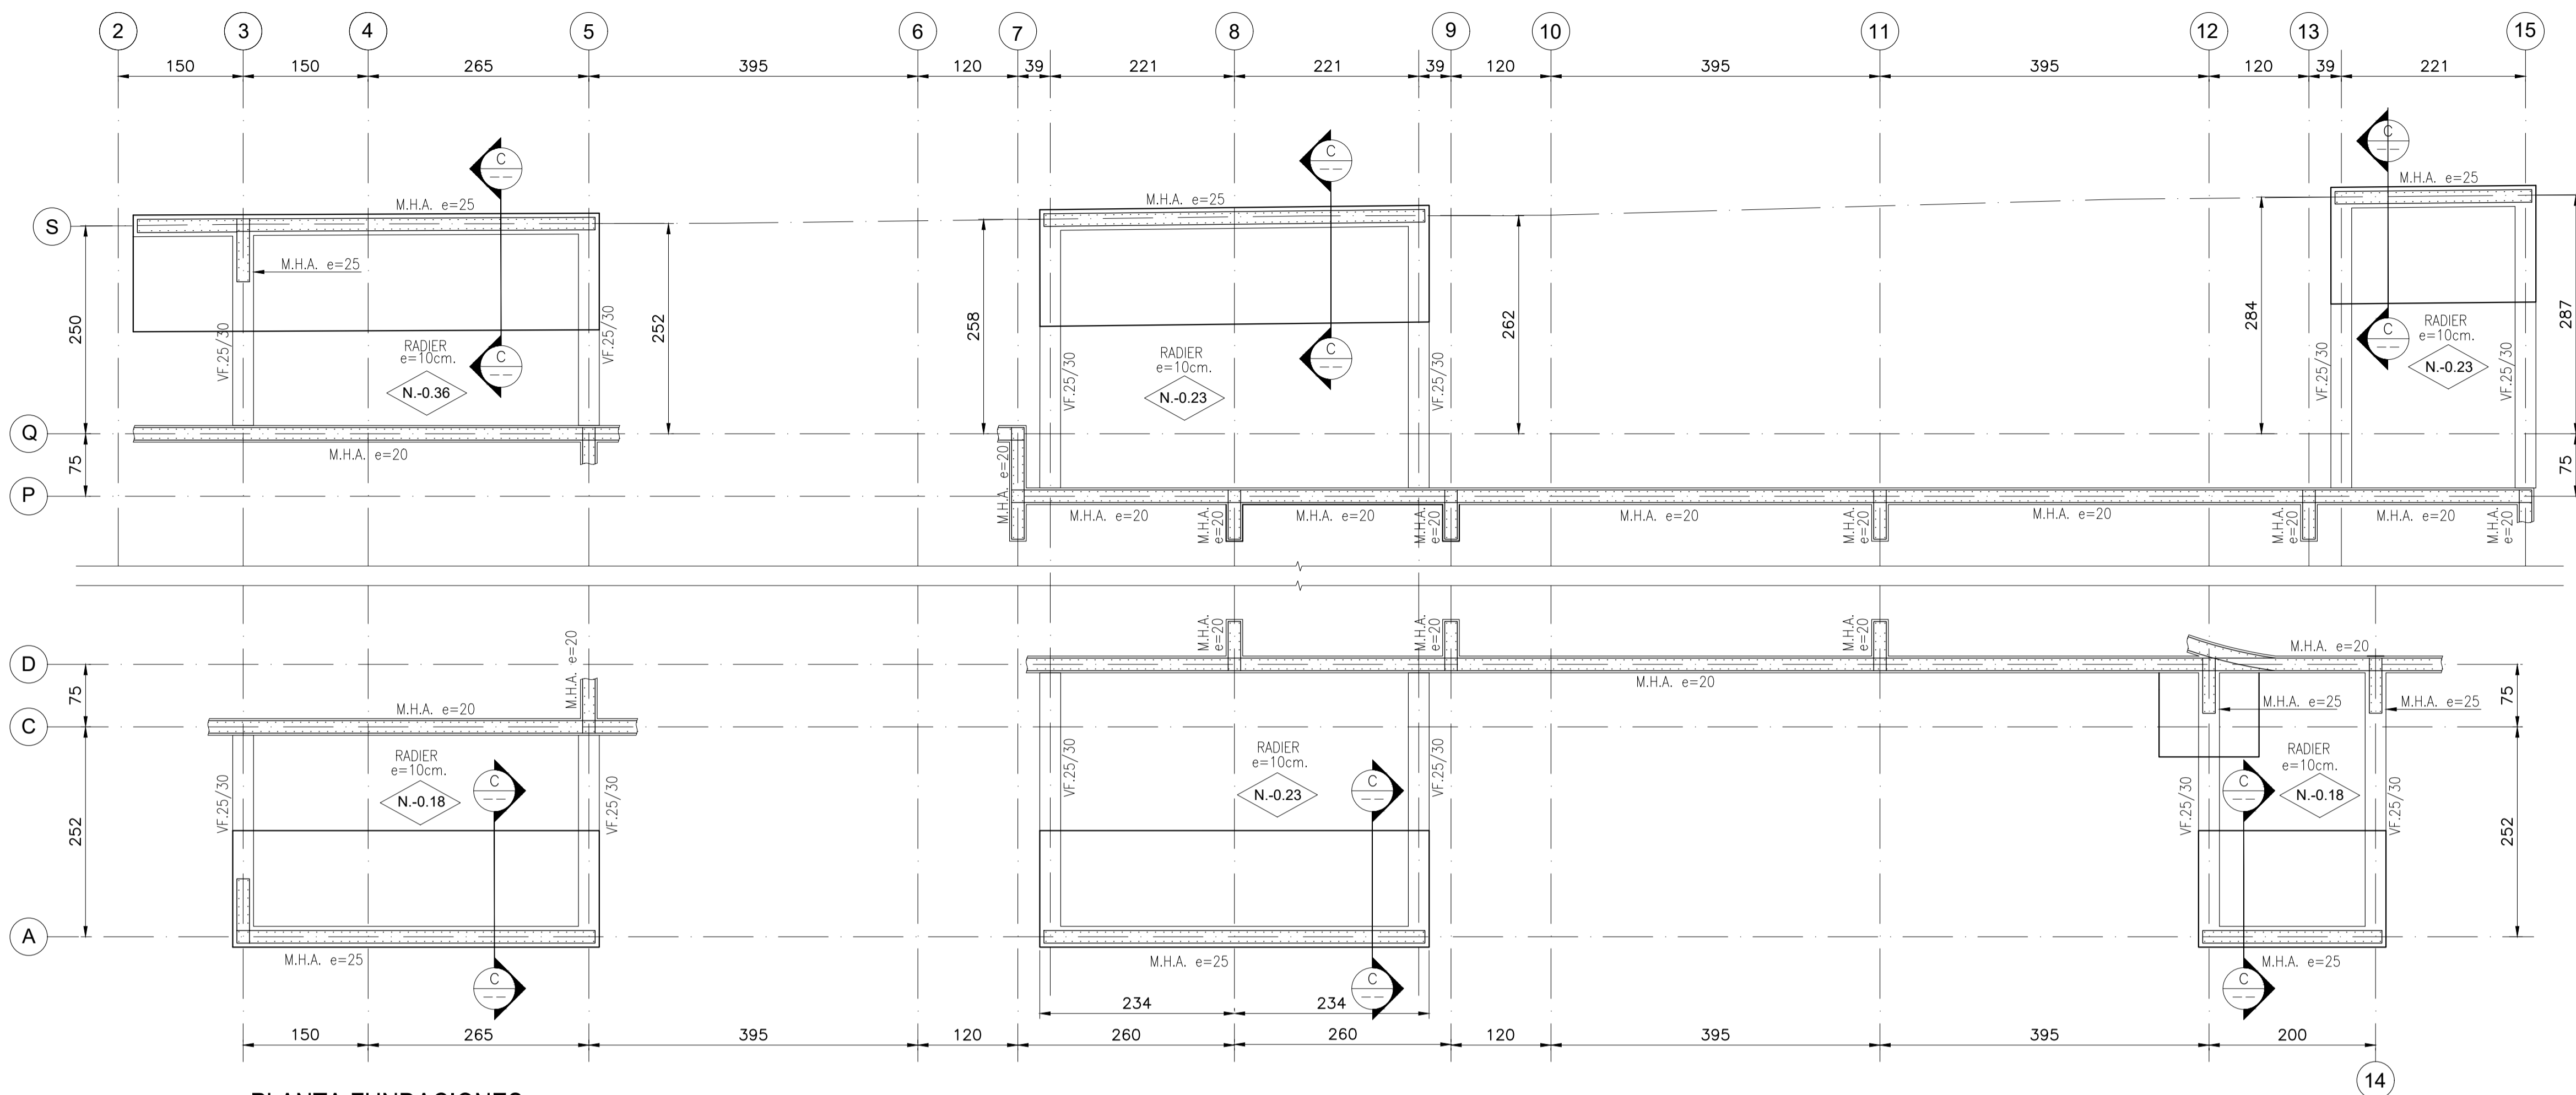 2 3 4 5 6 7 8 9 10 11 12 13 15
150 150 265 395 120 39 221 221 39 120 395 395 120 39 221
C
C
C
M.H.A. e=25
M.H.A. e=25
M.H.A. e=25
S
M.H.A. e=25
250
252
258
262
284
287
VF.25/30
VF.25/30
VF.25/30
VF.25/30
VF.25/30
VF.25/30
RADIER
e=10cm.
N.-0.36
C
RADIER
e=10cm.
N.-0.23
C
RADIER
e=10cm.
N.-0.23
C
Q
M.H.A. e=20
75
75
P
M.H.A. e=20
M.H.A. e=20
M.H.A.
e=20
M.H.A. e=20
M.H.A.
e=20
M.H.A. e=20
M.H.A.
e=20
M.H.A. e=20
M.H.A.
e=20
M.H.A. e=20
M.H.A.
e=20
M.H.A. e=20
M.H.A.
e=20
M.H.A.
e=20
M.H.A.
e=20
M.H.A. e=20
D
M.H.A. e=20
75
75
M.H.A. e=20
M.H.A. e=25
M.H.A. e=25
C
252
252
VF.25/30
VF.25/30
VF.25/30
VF.25/30
VF.25/30
VF.25/30
RADIER
e=10cm.
N.-0.18
C
RADIER
e=10cm.
N.-0.23
C
RADIER
e=10cm.
N.-0.18
C
A
M.H.A. e=25
M.H.A. e=25
M.H.A. e=25
C
C
C
234 234
150 265 395 120 260 260 120 395 395 200
14
PLANTA FUNDACIONES